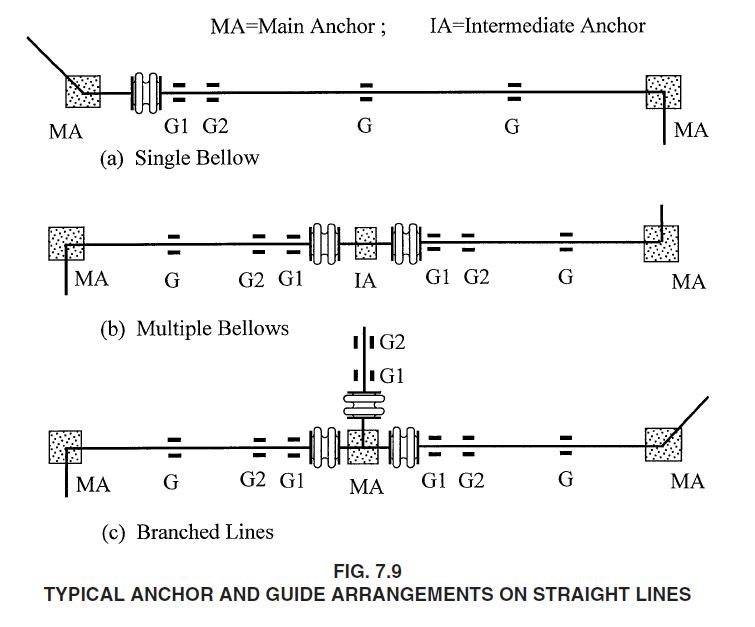 MA=Main Anchor ; IA=Intermediate Anchor
MA G1 G2 G G MA
(a) Single Bellow
MA G G2 G1 IA G1 G2 G MA
(b) Multiple Bellows
G2
G1
MA G G2 G1 MA G1 G2 G MA
(c) Branched Lines
FIG. 7.9
TYPICAL ANCHOR AND GUIDE ARRANGEMENTS ON STRAIGHT LINES